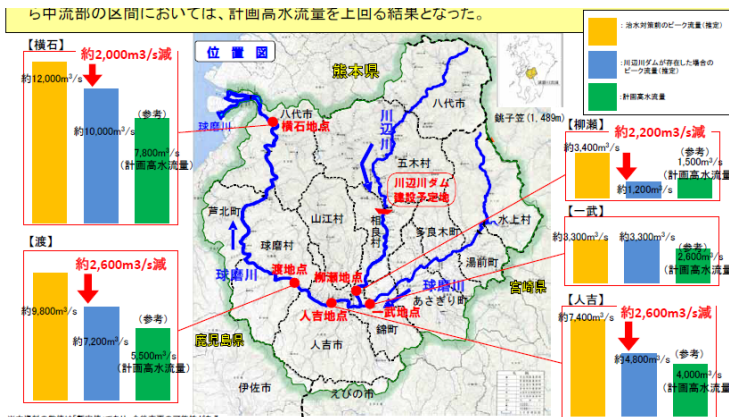 ら中流部の区間においては、計画高水流量を上回る結果となった。
：治水対策前のピーク流量（推定）
：川辺川ダムが存在した場合の
ピーク流量（推定）
：計画高水流量
【横石】
約2,000m3/s減
約12,000m³/s
約10,000m³/s
（参考）
7,800m³/s
（計画高水流量）
位置図
熊本県
八代市
八代市
球磨川
横石地点
川辺川
銚子笠(1,489m)
五木村
川辺川ダム
建設予定地
芦北町
山江村
相良村
多良木町
水上村
球磨村
湯前町
渡地点
柳瀬地点
球磨川
球磨川
あさぎり町
宮崎県
人吉地点
一武地点
錦町
鹿児島県
人吉市
伊佐市
えびの市
【渡】
約2,600m3/s減
約9,800m³/s
約7,200m³/s
（参考）
5,500m³/s
（計画高水流量）
【柳瀬】
約2,200m3/s減
約3,400m³/s
（参考）
1,500m³/s
約1,200m³/s
（計画高水流量）
【一武】
約3,300m³/s
約3,300m³/s
（参考）
2,600m³/s
（計画高水流量）
【人吉】
約2,600m3/s減
約7,400m³/s
約4,800m³/s
（参考）
4,000m³/s
（計画高水流量）